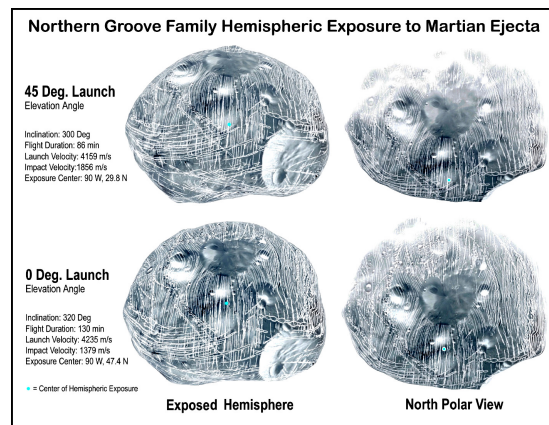 Northern Groove Family Hemispheric Exposure to Martian Ejecta
45 Deg. Launch
Elevation Angle
Inclination: 300 Deg
Flight Duration: 86 min
Launch Velocity: 4159 m/s
Impact Velocity:1856 m/s
Exposure Center: 90 W, 29.8 N
0 Deg. Launch
Elevation Angle
Inclination: 320 Deg
Flight Duration: 130 min
Launch Velocity: 4235 m/s
Impact Velocity: 1379 m/s
Exposure Center: 90 W, 47.4 N
= Center of Hemispheric Exposure
Exposed Hemisphere
North Polar View